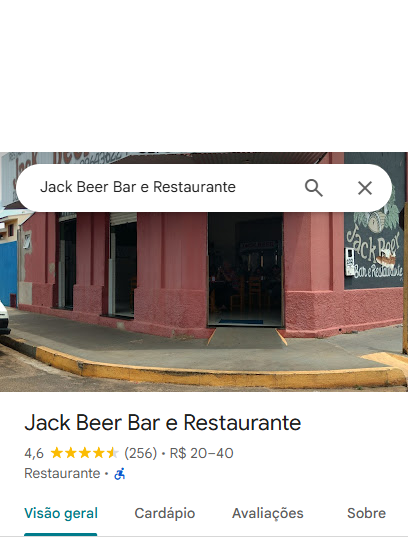 Jack Beer Bar e Restaurante
Jack Beer
Bar e Restaurante
Jack Beer Bar e Restaurante
4,6 (256) • R$ 20–40
Restaurante •
Visão geral Cardápio Avaliações Sobre